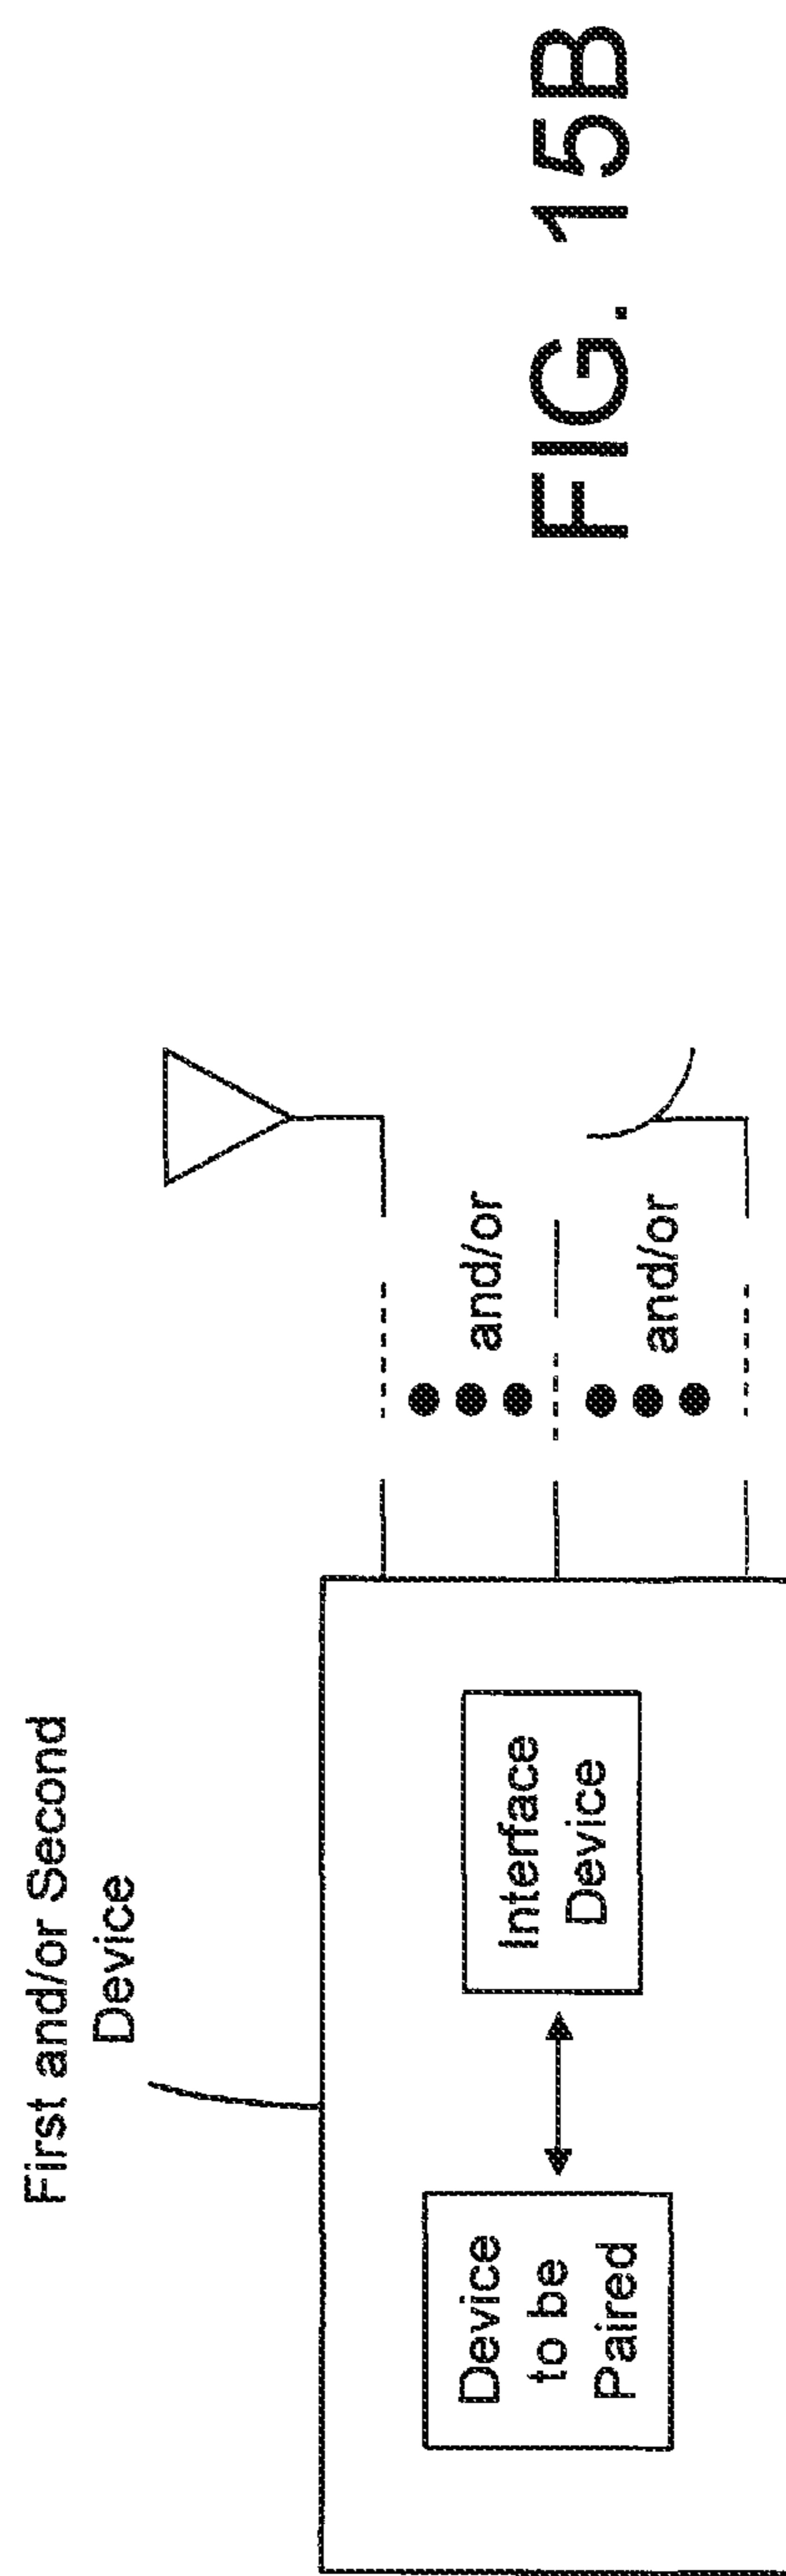 First and/or Second
Device
Device
to be
Paired
Interface
Device
and/or
and/or
FIG. 15B